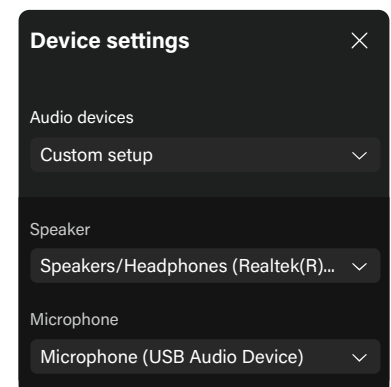 Device settings
Audio devices
Custom setup
Speaker
Speakers/Headphones (Realtek(R)...
Microphone
Microphone (USB Audio Device)